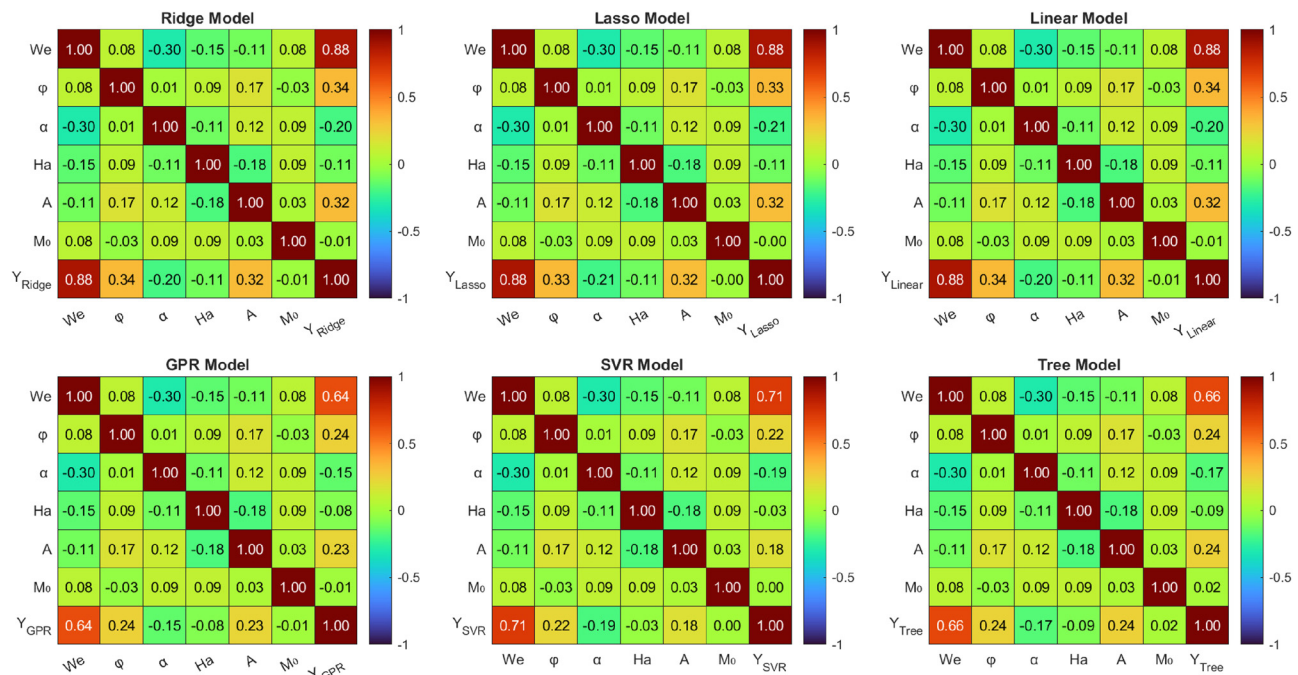 Ridge Model Lasso Model Linear Model
We 1.00 0.08 -0.30 -0.15 -0.11 0.08 0.88 1 We 1.00 0.08 -0.30 -0.15 -0.11 0.08 0.88 1 We 1.00 0.08 -0.30 -0.15 -0.11 0.08 0.88 1
φ 0.08 1.00 0.01 0.09 0.17 -0.03 0.34 0.5 φ 0.08 1.00 0.01 0.09 0.17 -0.03 0.33 0.5 φ 0.08 1.00 0.01 0.09 0.17 -0.03 0.34 0.5
α -0.30 0.01 1.00 -0.11 0.12 0.09 -0.20 α -0.30 0.01 1.00 -0.11 0.12 0.09 -0.21 α -0.30 0.01 1.00 -0.11 0.12 0.09 -0.20
Ha -0.15 0.09 -0.11 1.00 -0.18 0.09 -0.11 0 Ha -0.15 0.09 -0.11 1.00 -0.18 0.09 -0.11 0 Ha -0.15 0.09 -0.11 1.00 -0.18 0.09 -0.11 0
A -0.11 0.17 0.12 -0.18 1.00 0.03 0.32 A -0.11 0.17 0.12 -0.18 1.00 0.03 0.32 A -0.11 0.17 0.12 -0.18 1.00 0.03 0.32
M₀ 0.08 -0.03 0.09 0.09 0.03 1.00 -0.01 -0.5 M₀ 0.08 -0.03 0.09 0.09 0.03 1.00 -0.00 -0.5 M₀ 0.08 -0.03 0.09 0.09 0.03 1.00 -0.01 -0.5
Y_Ridge 0.88 0.34 -0.20 -0.11 0.32 -0.01 1.00 -1 Y_Lasso 0.88 0.33 -0.21 -0.11 0.32 -0.00 1.00 -1 Y_Linear 0.88 0.34 -0.20 -0.11 0.32 -0.01 1.00 -1
We φ α Ha A M₀ Y_Ridge We φ α Ha A M₀ Y_Lasso We φ α Ha A M₀ Y_Linear
GPR Model SVR Model Tree Model
We 1.00 0.08 -0.30 -0.15 -0.11 0.08 0.64 1 We 1.00 0.08 -0.30 -0.15 -0.11 0.08 0.71 1 We 1.00 0.08 -0.30 -0.15 -0.11 0.08 0.66 1
φ 0.08 1.00 0.01 0.09 0.17 -0.03 0.24 0.5 φ 0.08 1.00 0.01 0.09 0.17 -0.03 0.22 0.5 φ 0.08 1.00 0.01 0.09 0.17 -0.03 0.24 0.5
α -0.30 0.01 1.00 -0.11 0.12 0.09 -0.15 α -0.30 0.01 1.00 -0.11 0.12 0.09 -0.19 α -0.30 0.01 1.00 -0.11 0.12 0.09 -0.17
Ha -0.15 0.09 -0.11 1.00 -0.18 0.09 -0.08 0 Ha -0.15 0.09 -0.11 1.00 -0.18 0.09 -0.03 0 Ha -0.15 0.09 -0.11 1.00 -0.18 0.09 -0.09 0
A -0.11 0.17 0.12 -0.18 1.00 0.03 0.23 A -0.11 0.17 0.12 -0.18 1.00 0.03 0.18 A -0.11 0.17 0.12 -0.18 1.00 0.03 0.24
M₀ 0.08 -0.03 0.09 0.09 0.03 1.00 -0.01 -0.5 M₀ 0.08 -0.03 0.09 0.09 0.03 1.00 0.00 -0.5 M₀ 0.08 -0.03 0.09 0.09 0.03 1.00 0.02 -0.5
Y_GPR 0.64 0.24 -0.15 -0.08 0.23 -0.01 1.00 -1 Y_SVR 0.71 0.22 -0.19 -0.03 0.18 0.00 1.00 -1 Y_Tree 0.66 0.24 -0.17 -0.09 0.24 0.02 1.00 -1
We φ α Ha A M₀ Y_GPR We φ α Ha A M₀ Y_SVR We φ α Ha A M₀ Y_Tree